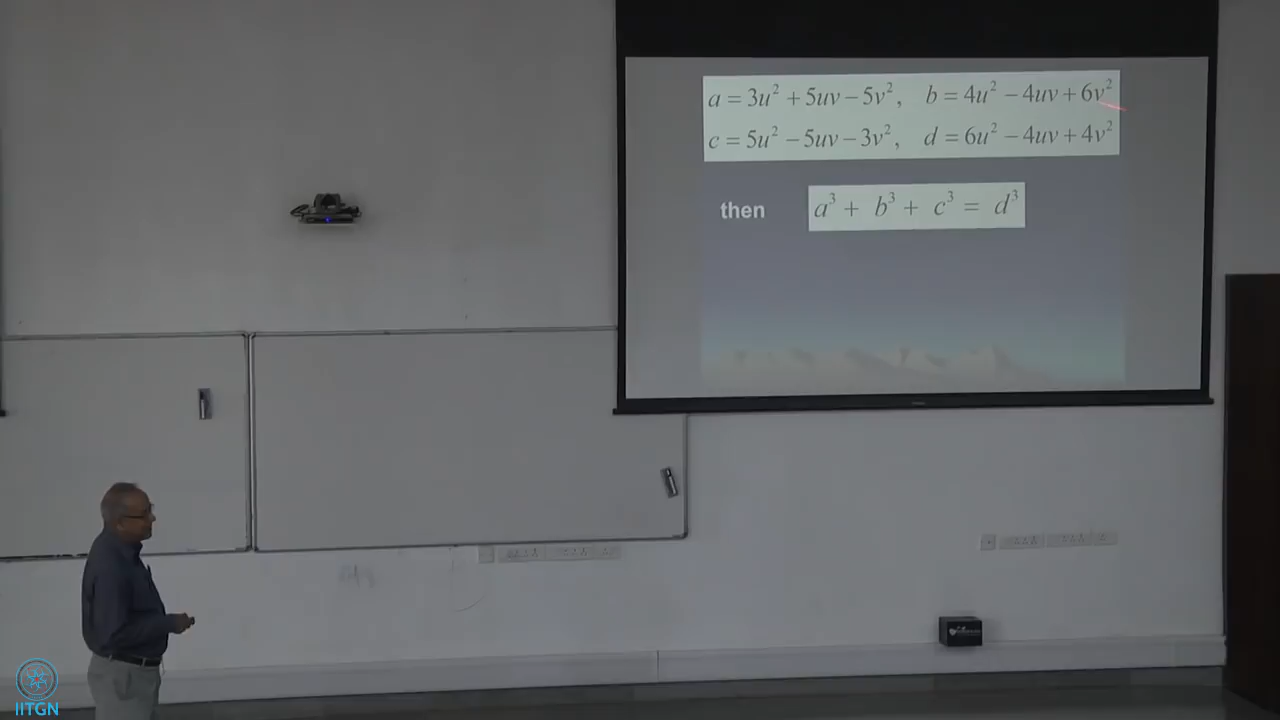 a = 3u² + 5uv − 5v², b = 4u² − 4uv + 6v²
c = 5u² − 5uv − 3v², d = 6u² − 4uv + 4v²
then a³ + b³ + c³ = d³
IITGN